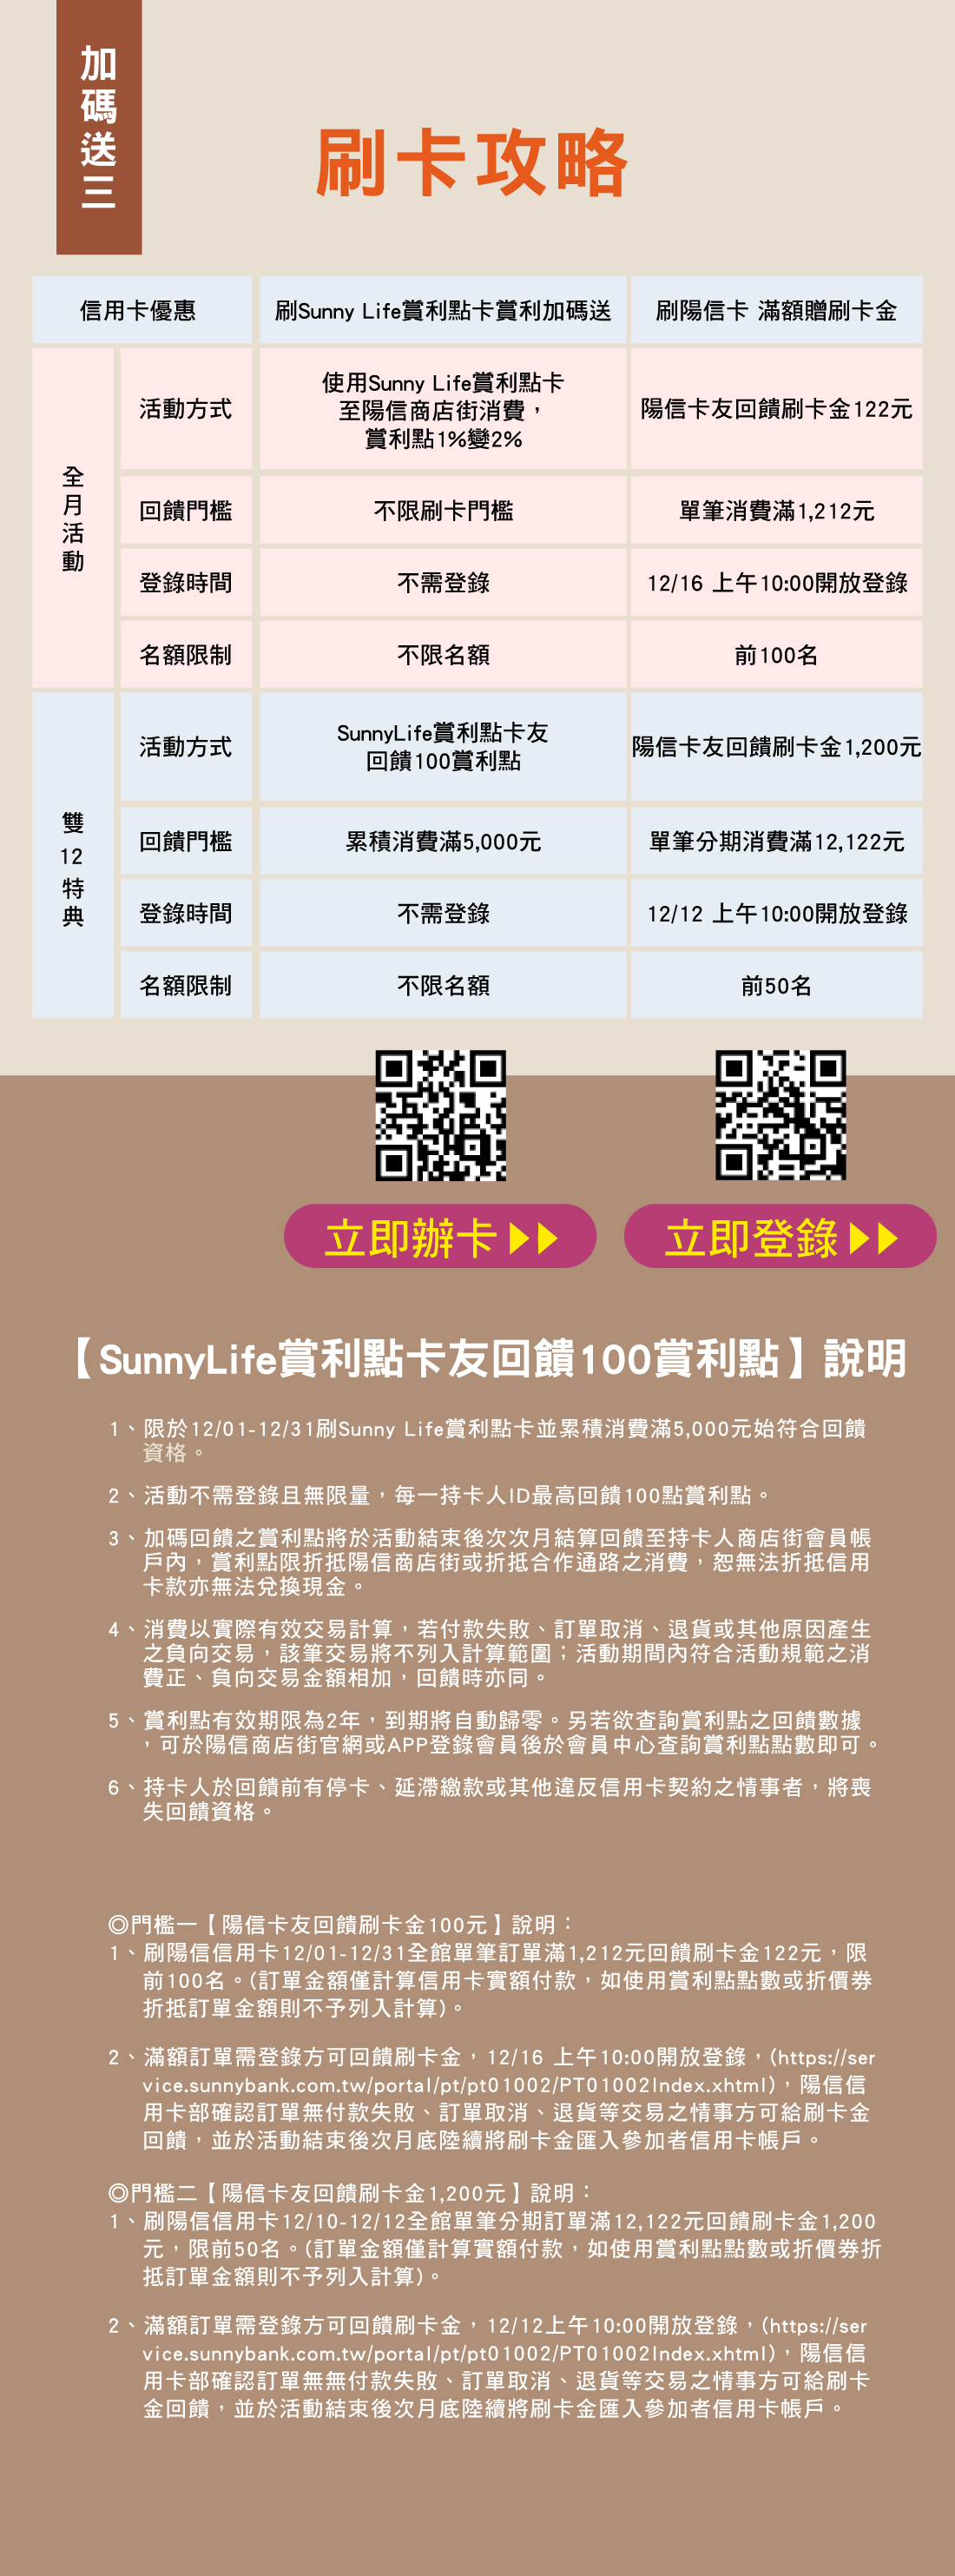 加碼送三
刷卡攻略
信用卡優惠
刷Sunny Life賞利點卡賞利加碼送
刷陽信卡 滿額贈刷卡金
全月活動
活動方式
使用Sunny Life賞利點卡
至陽信商店街消費，
賞利點1%變2%
陽信卡友回饋刷卡金122元
回饋門檻
不限刷卡門檻
單筆消費滿1,212元
登錄時間
不需登錄
12/16 上午10:00開放登錄
名額限制
不限名額
前100名
雙12特典
活動方式
SunnyLife賞利點卡友
回饋100賞利點
陽信卡友回饋刷卡金1,200元
回饋門檻
累積消費滿5,000元
單筆分期消費滿12,122元
登錄時間
不需登錄
12/12 上午10:00開放登錄
名額限制
不限名額
前50名
立即辦卡
立即登錄
【SunnyLife賞利點卡友回饋100賞利點】說明
1、限於12/01-12/31刷Sunny Life賞利點卡並累積消費滿5,000元始符合回饋
資格。
2、活動不需登錄且無限量，每一持卡人ID最高回饋100點賞利點。
3、加碼回饋之賞利點將於活動結束後次次月結算回饋至持卡人商店街會員帳
戶內，賞利點限折抵陽信商店街或折抵合作通路之消費，恕無法折抵信用
卡款亦無法兌換現金。
4、消費以實際有效交易計算，若付款失敗、訂單取消、退貨或其他原因產生
之負向交易，該筆交易將不列入計算範圍；活動期間內符合活動規範之消
費正、負向交易金額相加，回饋時亦同。
5、賞利點有效期限為2年，到期將自動歸零。另若欲查詢賞利點之回饋數據
，可於陽信商店街官網或APP登錄會員後於會員中心查詢賞利點點數即可。
6、持卡人於回饋前有停卡、延滯繳款或其他違反信用卡契約之情事者，將喪
失回饋資格。
◎門檻一【陽信卡友回饋刷卡金100元】說明：
1、刷陽信信用卡12/01-12/31全館單筆訂單滿1,212元回饋刷卡金122元，限
前100名。(訂單金額僅計算信用卡實額付款，如使用賞利點點數或折價券
折抵訂單金額則不予列入計算)。
2、滿額訂單需登錄方可回饋刷卡金，12/16 上午10:00開放登錄，(https://ser
vice.sunnybank.com.tw/portal/pt/pt01002/PT01002Index.xhtml)，陽信信
用卡部確認訂單無付款失敗、訂單取消、退貨等交易之情事方可給刷卡金
回饋，並於活動結束後次月底陸續將刷卡金匯入參加者信用卡帳戶。
◎門檻二【陽信卡友回饋刷卡金1,200元】說明：
1、刷陽信信用卡12/10-12/12全館單筆分期訂單滿12,122元回饋刷卡金1,200
元，限前50名。(訂單金額僅計算實額付款，如使用賞利點點數或折價券折
抵訂單金額則不予列入計算)。
2、滿額訂單需登錄方可回饋刷卡金，12/12上午10:00開放登錄，(https://ser
vice.sunnybank.com.tw/portal/pt/pt01002/PT01002Index.xhtml)，陽信信
用卡部確認訂單無無付款失敗、訂單取消、退貨等交易之情事方可給刷卡
金回饋，並於活動結束後次月底陸續將刷卡金匯入參加者信用卡帳戶。